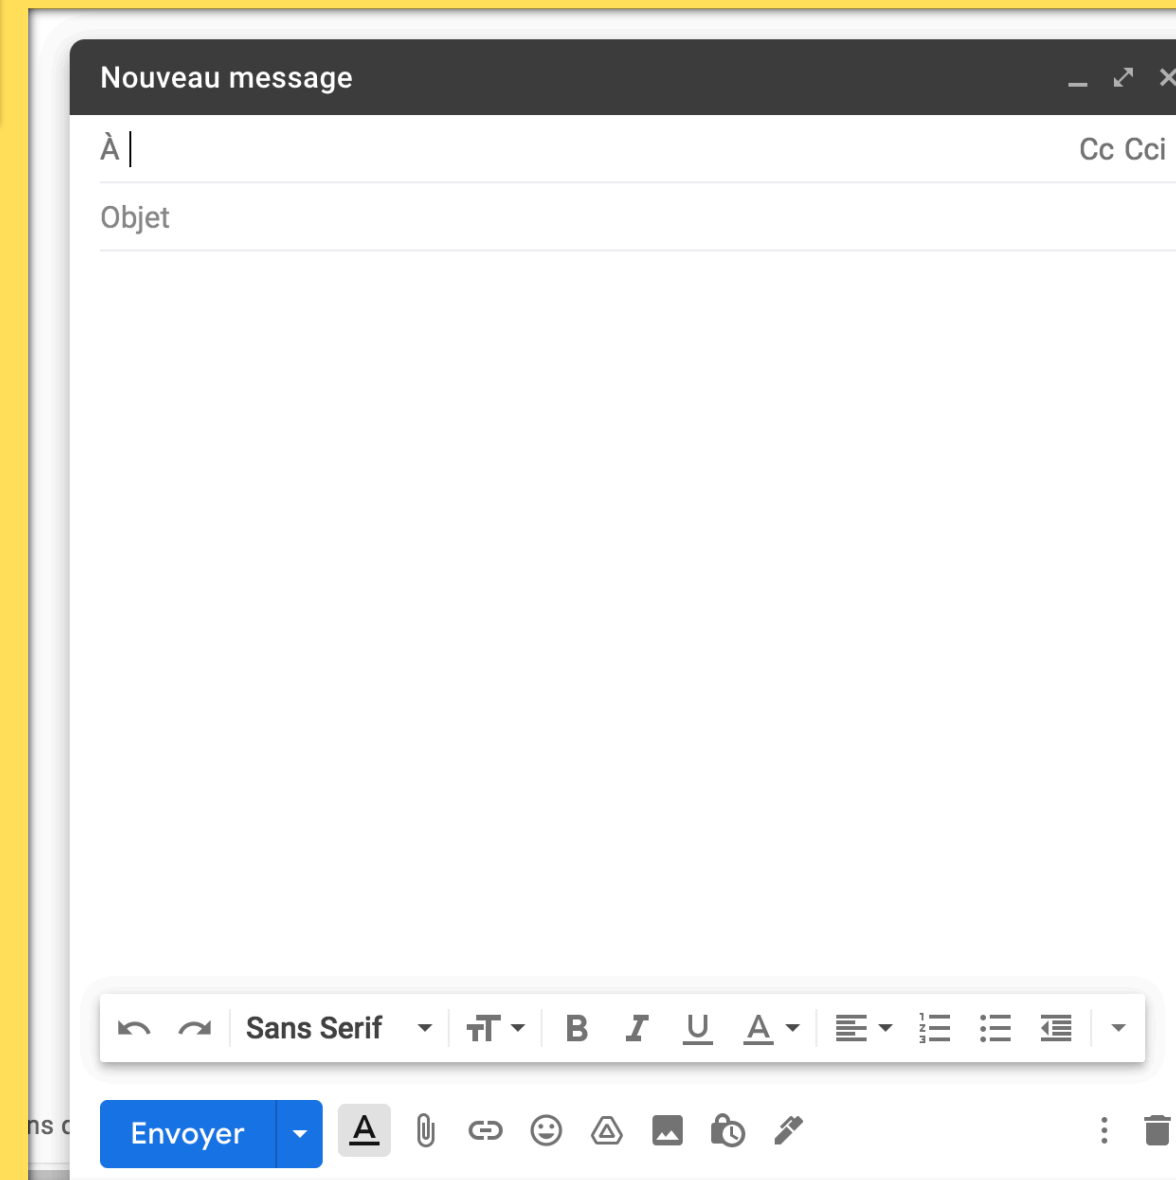 Nouveau message
À
Cc Cci
Objet
Sans Serif
B I U A
Envoyer
A